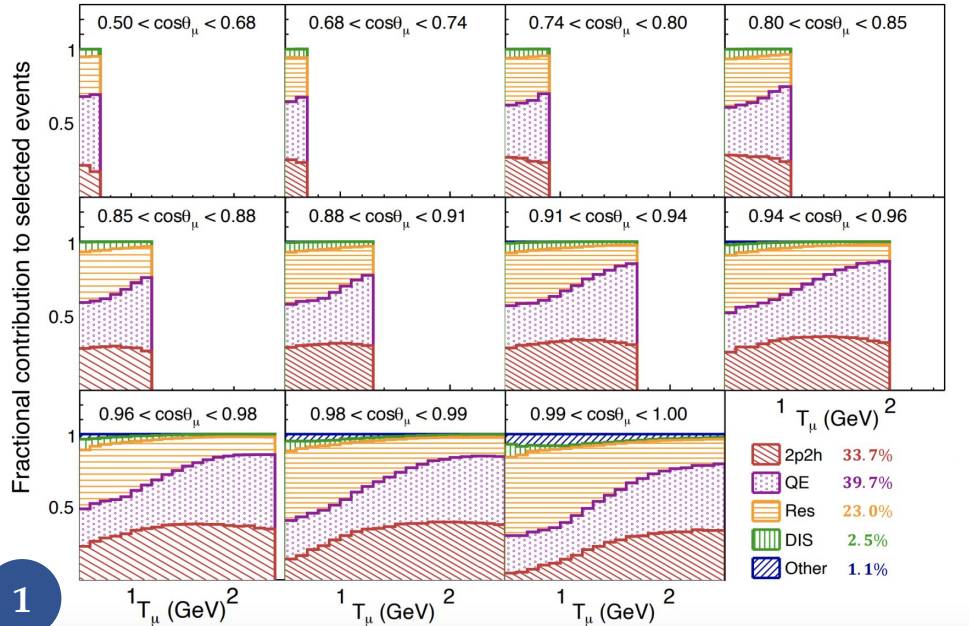 Fractional contribution to selected events
0.50 < cosθμ < 0.68
0.68 < cosθμ < 0.74
0.74 < cosθμ < 0.80
0.80 < cosθμ < 0.85
1
0.5
0.85 < cosθμ < 0.88
0.88 < cosθμ < 0.91
0.91 < cosθμ < 0.94
0.94 < cosθμ < 0.96
1
0.5
1 Tμ (GeV) 2
0.96 < cosθμ < 0.98
0.98 < cosθμ < 0.99
0.99 < cosθμ < 1.00
1
0.5
2p2h 33.7%
QE 39.7%
Res 23.0%
DIS 2.5%
Other 1.1%
1 Tμ (GeV) 2
1 Tμ (GeV) 2
1 Tμ (GeV) 2
1